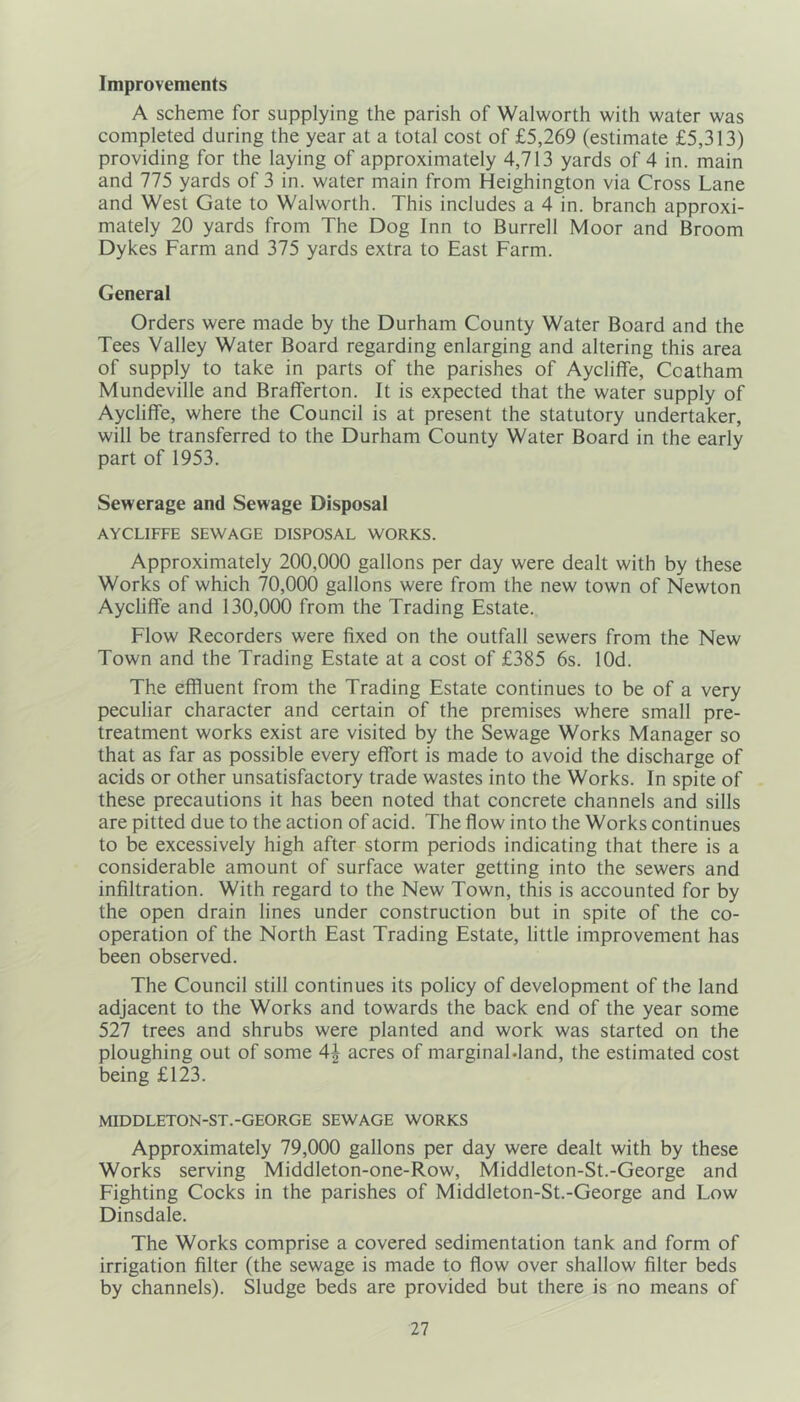 Improvements
A scheme for supplying the parish of Walworth with water was
completed during the year at a total cost of £5,269 (estimate £5,313)
providing for the laying of approximately 4,713 yards of 4 in. main
and 775 yards of 3 in. water main from Heighington via Cross Lane
and West Gate to Walworth. This includes a 4 in. branch approxi-
mately 20 yards from The Dog Inn to Burrell Moor and Broom
Dykes Farm and 375 yards extra to East Farm.
General
Orders were made by the Durham County Water Board and the
Tees Valley Water Board regarding enlarging and altering this area
of supply to take in parts of the parishes of Aycliffe, Ccatham
Mundeville and Brafferton. It is expected that the water supply of
Aycliffe, where the Council is at present the statutory undertaker,
will be transferred to the Durham County Water Board in the early
part of 1953.
Sewerage and Sewage Disposal
AYCLIFFE SEWAGE DISPOSAL WORKS.
Approximately 200,000 gallons per day were dealt with by these
Works of which 70,000 gallons were from the new town of Newton
Aycliffe and 130,000 from the Trading Estate.
Flow Recorders were fixed on the outfall sewers from the New
Town and the Trading Estate at a cost of £385 6s. 10d.
The effluent from the Trading Estate continues to be of a very
peculiar character and certain of the premises where small pre-
treatment works exist are visited by the Sewage Works Manager so
that as far as possible every effort is made to avoid the discharge of
acids or other unsatisfactory trade wastes into the Works. In spite of
these precautions it has been noted that concrete channels and sills
are pitted due to the action of acid. The flow into the Works continues
to be excessively high after storm periods indicating that there is a
considerable amount of surface water getting into the sewers and
infiltration. With regard to the New Town, this is accounted for by
the open drain lines under construction but in spite of the co-
operation of the North East Trading Estate, little improvement has
been observed.
The Council still continues its policy of development of the land
adjacent to the Works and towards the back end of the year some
527 trees and shrubs were planted and work was started on the
ploughing out of some 4½ acres of marginal-land, the estimated cost
being £123.
MIDDLETON-ST.-GEORGE SEWAGE WORKS
Approximately 79,000 gallons per day were dealt with by these
Works serving Middleton-one-Row, Middleton-St.-George and
Fighting Cocks in the parishes of Middleton-St.-George and Low
Dinsdale.
The Works comprise a covered sedimentation tank and form of
irrigation filter (the sewage is made to flow over shallow filter beds
by channels). Sludge beds are provided but there is no means of
27